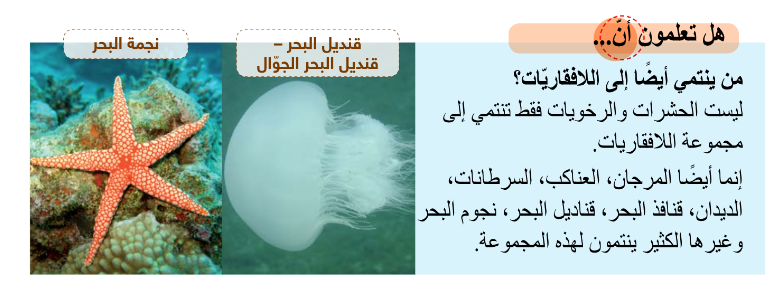 هل تعلمون أنّ...
من ينتمي أيضًا إلى اللافقاريّات؟
ليست الحشرات والرخويات فقط تنتمي إلى
مجموعة اللافقاريات.
إنما أيضًا المرجان، العناكب، السرطانات،
الديدان، قنافذ البحر، قناديل البحر، نجوم البحر
وغيرها الكثير ينتمون لهذه المجموعة.
قنديل البحر –
قنديل البحر الجوّال
نجمة البحر